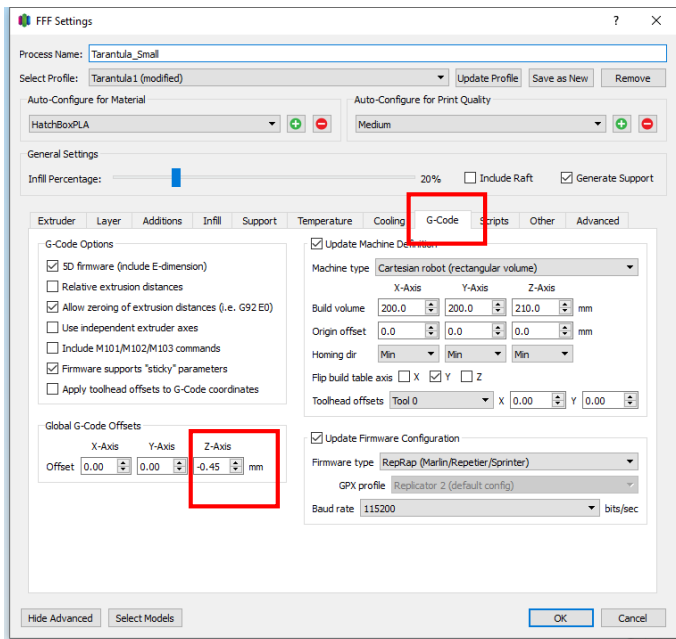 FFF Settings ? ×
Process Name: Tarantula_Small
Select Profile: Tarantula1 (modified) Update Profile Save as New Remove
Auto-Configure for Material Auto-Configure for Print Quality
HatchBoxPLA Medium
General Settings
Infill Percentage: 20% Include Raft Generate Support
Extruder Layer Additions Infill Support Temperature Cooling G-Code Scripts Other Advanced
G-Code Options
5D firmware (include E-dimension)
Relative extrusion distances
Allow zeroing of extrusion distances (i.e. G92 E0)
Use independent extruder axes
Include M101/M102/M103 commands
Firmware supports "sticky" parameters
Apply toolhead offsets to G-Code coordinates
Global G-Code Offsets
X-Axis Y-Axis Z-Axis
Offset 0.00 0.00 -0.45 mm
Update Machine Definition
Machine type Cartesian robot (rectangular volume)
X-Axis Y-Axis Z-Axis
Build volume 200.0 200.0 210.0 mm
Origin offset 0.0 0.0 0.0 mm
Homing dir Min Min Min
Flip build table axis X Y Z
Toolhead offsets Tool 0 X 0.00 Y 0.00
Update Firmware Configuration
Firmware type RepRap (Marlin/Repetier/Sprinter)
GPX profile Replicator 2 (default config)
Baud rate 115200 bits/sec
Hide Advanced Select Models OK Cancel